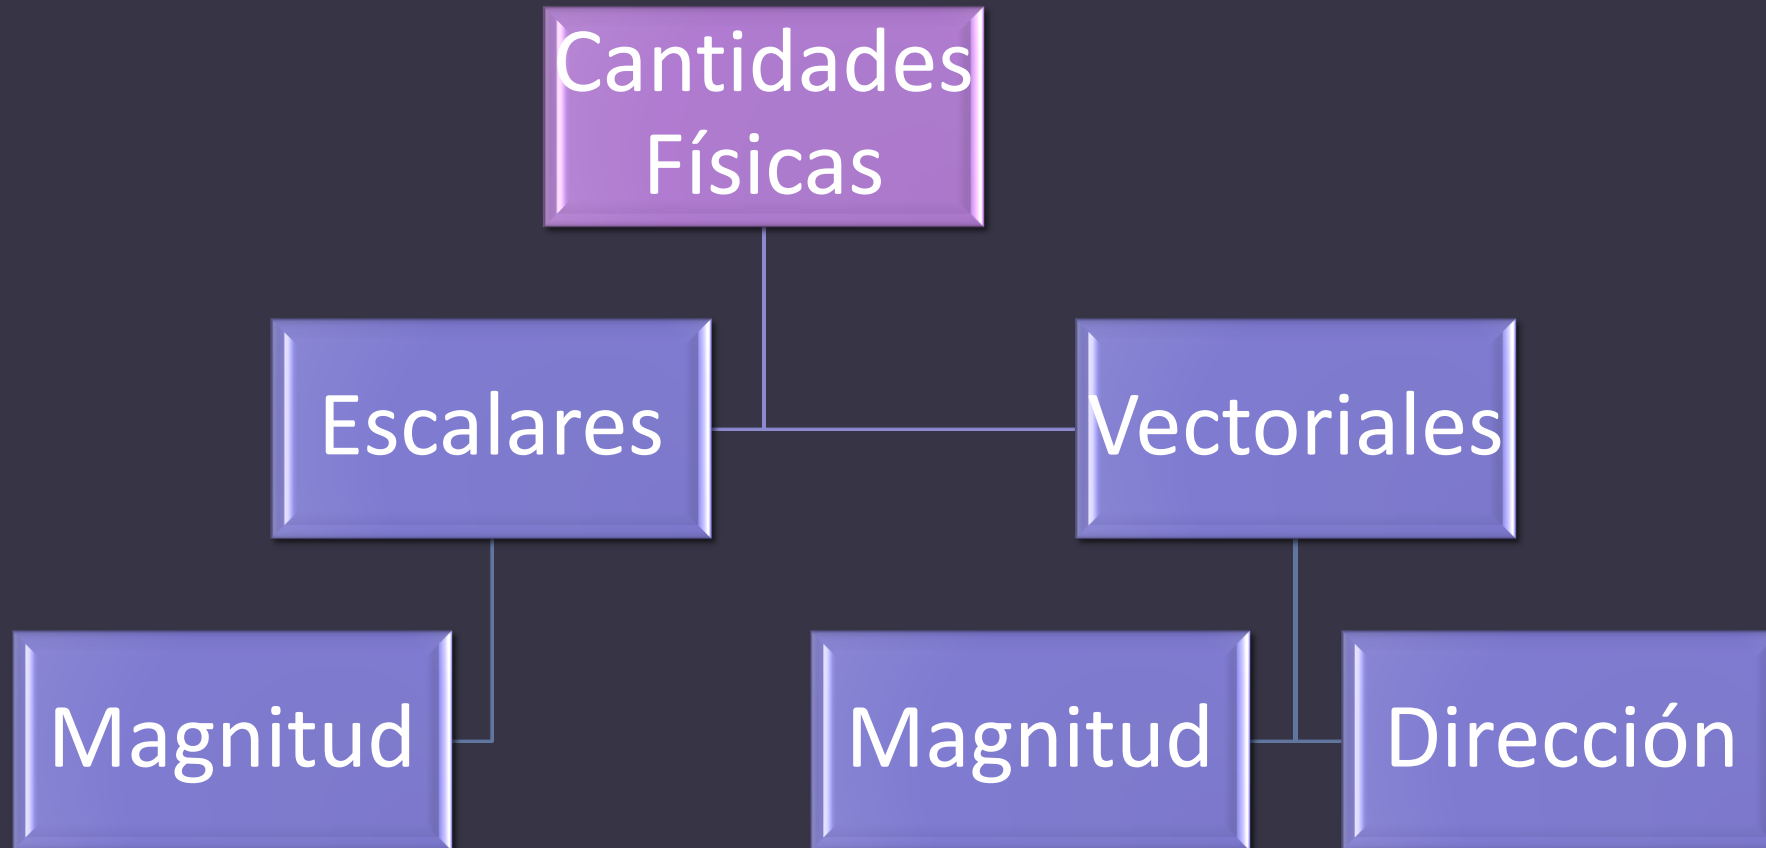 Cantidades
Físicas
Escalares
Vectoriales
Magnitud
Magnitud
Dirección